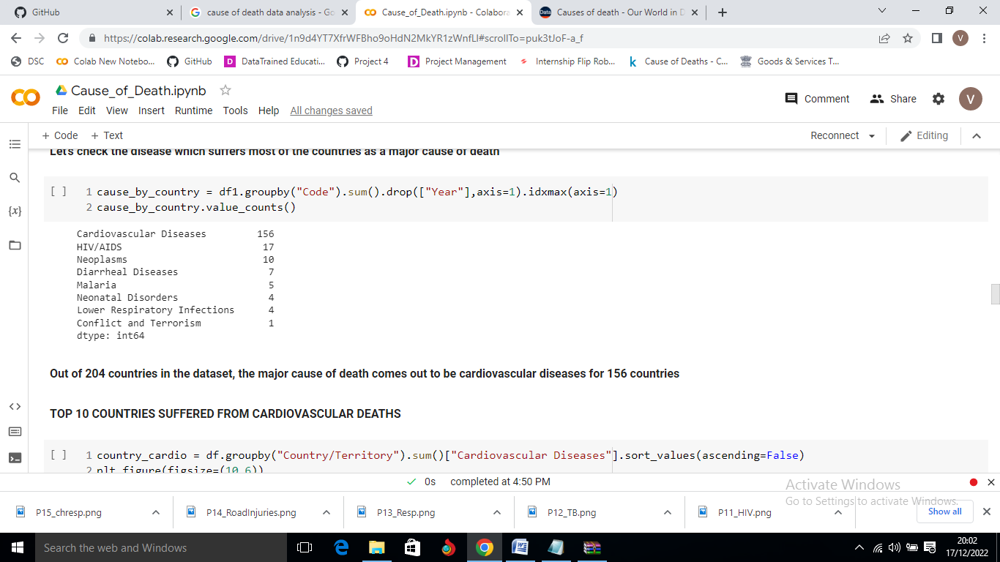 GitHub
cause of death data analysis - Go
Cause_of_Death.ipynb - Colabora
Data
Causes of death - Our World in D
https://colab.research.google.com/drive/1n9d4YT7XfrWFBho9oHdN2MkYR1zWnfLl#scrollTo=puk3tJoF-a_f
V
DSC
Colab New Notebo...
GitHub
D
DataTrained Educati...
Project 4
D
Project Management
Internship Flip Rob...
k
Cause of Deaths - C...
Goods & Services T...
Cause_of_Death.ipynb
Comment
Share
V
File Edit View Insert Runtime Tools Help All changes saved
+ Code + Text
Reconnect
Editing
Let's check the disease which suffers most of the countries as a major cause of death
{x}
[ ]
1 cause_by_country = df1.groupby("Code").sum().drop(["Year"],axis=1).idxmax(axis=1)
2 cause_by_country.value_counts()
Cardiovascular Diseases 156
HIV/AIDS 17
Neoplasms 10
Diarrheal Diseases 7
Malaria 5
Neonatal Disorders 4
Lower Respiratory Infections 4
Conflict and Terrorism 1
dtype: int64
Out of 204 countries in the dataset, the major cause of death comes out to be cardiovascular diseases for 156 countries
TOP 10 COUNTRIES SUFFERED FROM CARDIOVASCULAR DEATHS
[ ]
1 country_cardio = df.groupby("Country/Territory").sum()["Cardiovascular Diseases"].sort_values(ascending=False)
2 plt.figure(figsize=(10,6))
0s completed at 4:50 PM
Activate Windows
Go to Settings to activate Windows.
P15_chresp.png
P14_RoadInjuries.png
P13_Resp.png
P12_TB.png
P11_HIV.png
Show all
Search the web and Windows
20:02
17/12/2022